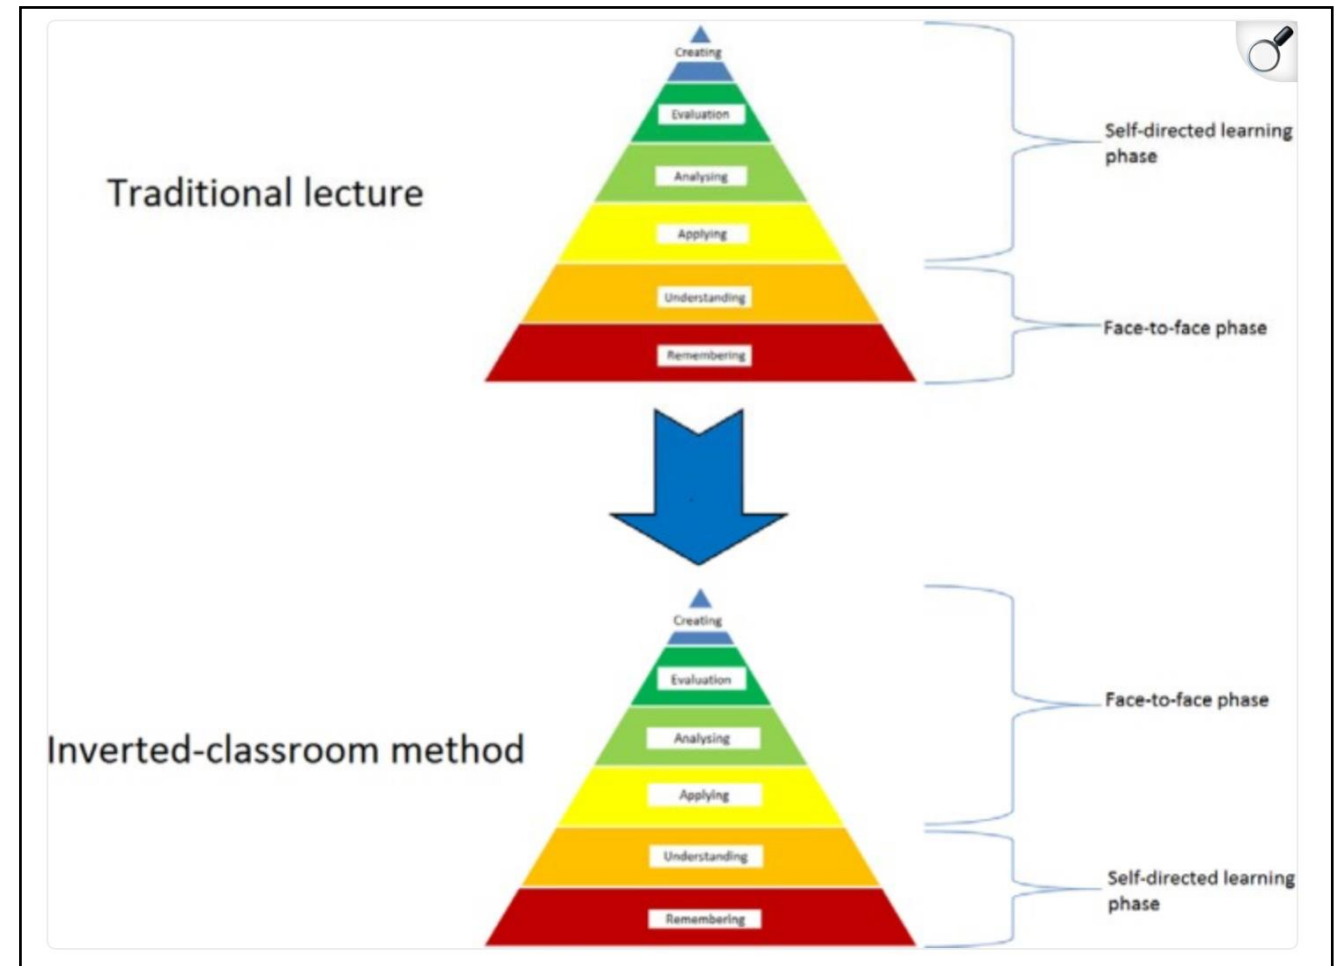 Creating
Evaluation
Self-directed learning
phase
Analysing
Traditional lecture
Applying
Understanding
Face-to-face phase
Remembering
Creating
Evaluation
Face-to-face phase
Analysing
Inverted-classroom method
Applying
Understanding
Self-directed learning
phase
Remembering